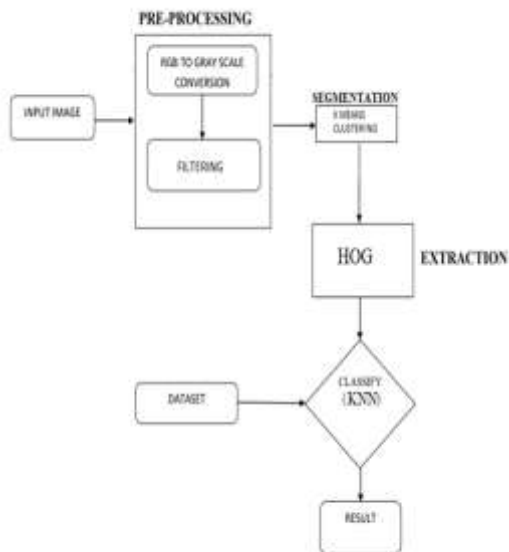 PRE-PROCESSING
RGB TO GRAY SCALE
CONVERSION
INPUT IMAGE
FILTERING
SEGMENTATION
K MEANS
CLUSTERING
HOG
EXTRACTION
CLASSIFY
(KNN)
DATASET
RESULT